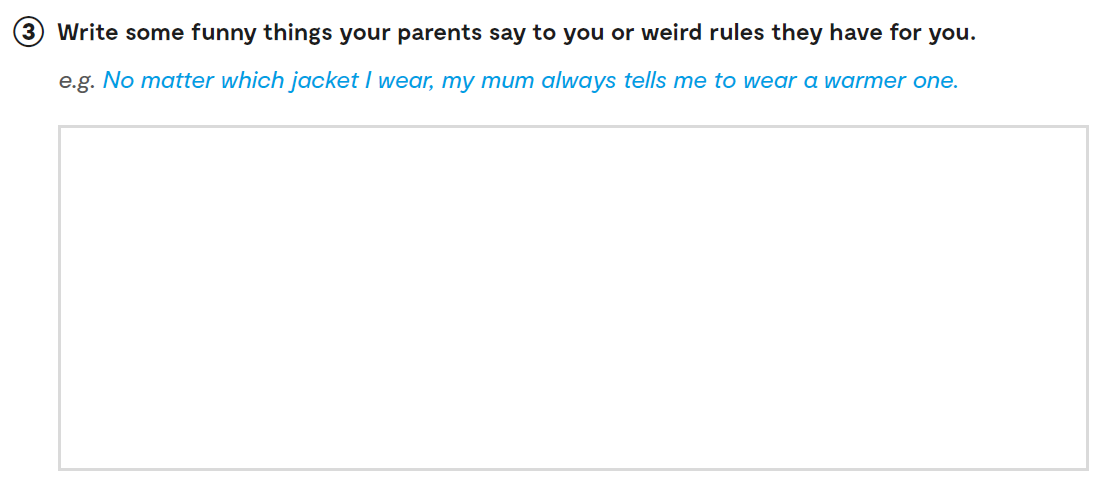 3 Write some funny things your parents say to you or weird rules they have for you.
e.g. No matter which jacket I wear, my mum always tells me to wear a warmer one.